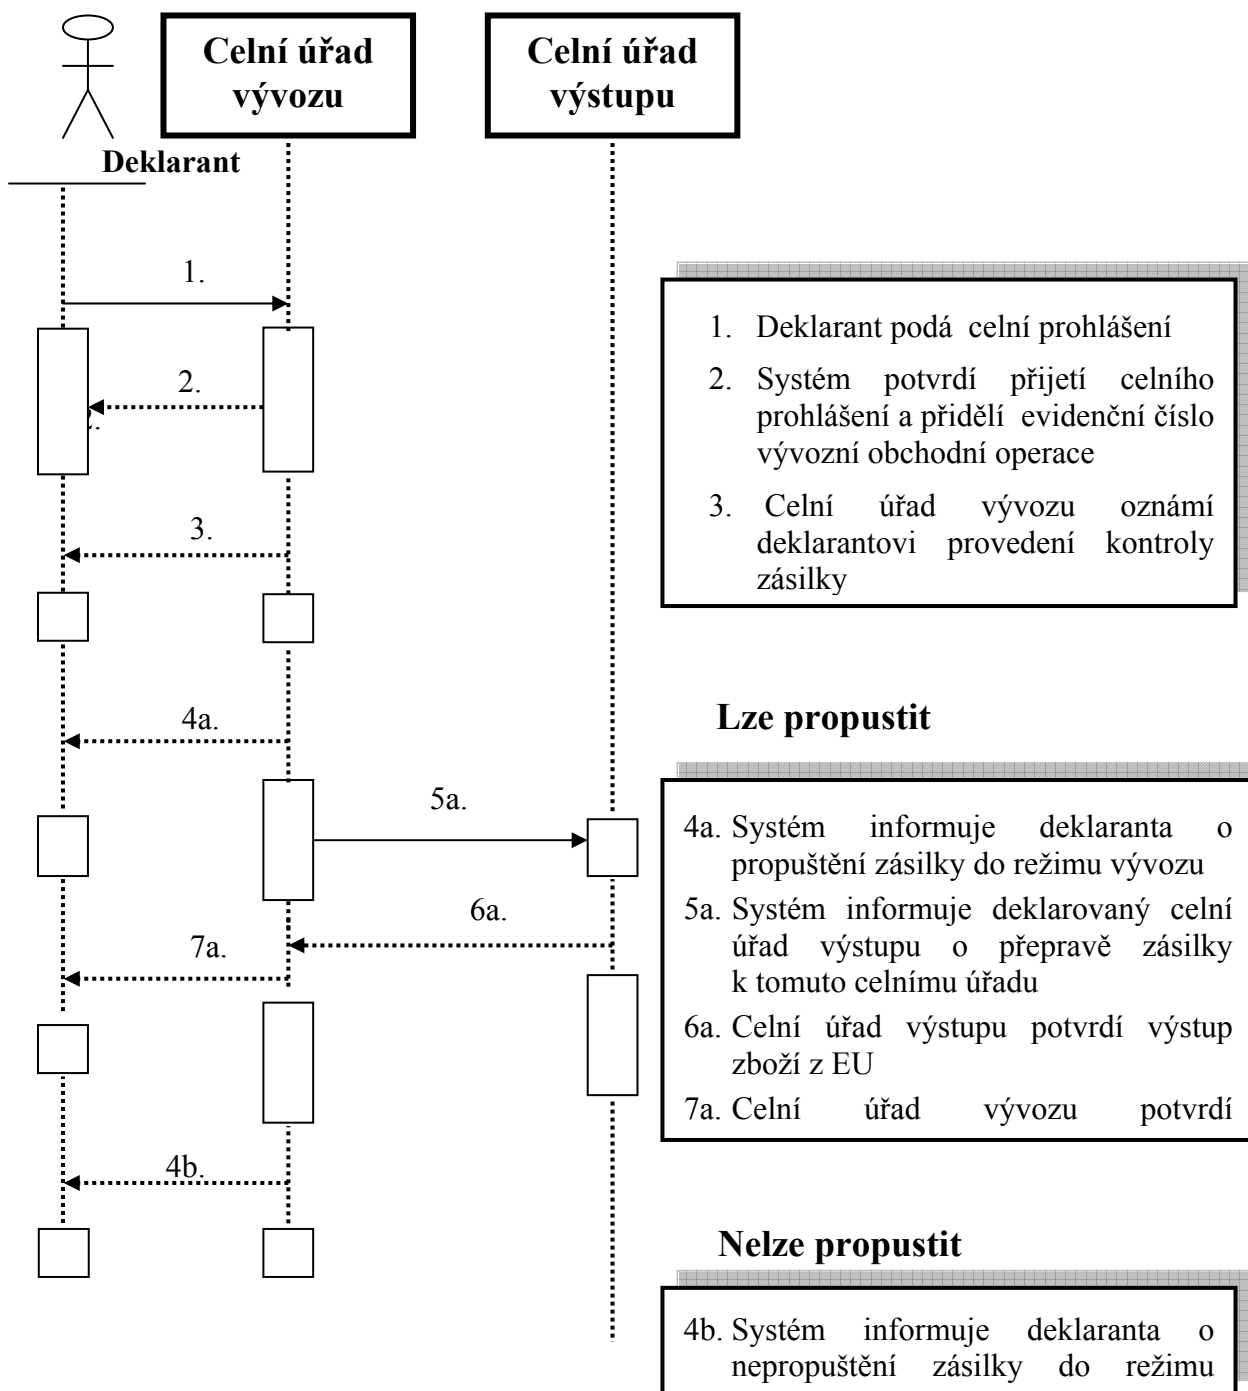 Celní úřad
vývozu
Celní úřad
výstupu
Deklarant
1.
2.
2.
3.
4a.
5a.
6a.
7a.
4b.
1. Deklarant podá celní prohlášení
2. Systém potvrdí přijetí celního
prohlášení a přidělí evidenční číslo
vývozní obchodní operace
3. Celní úřad vývozu oznámí
deklarantovi provedení kontroly
zásilky
Lze propustit
4a. Systém informuje deklaranta o
propuštění zásilky do režimu vývozu
5a. Systém informuje deklarovaný celní
úřad výstupu o přepravě zásilky
k tomuto celnímu úřadu
6a. Celní úřad výstupu potvrdí výstup
zboží z EU
7a. Celní úřad vývozu potvrdí
Nelze propustit
4b. Systém informuje deklaranta o
nepropuštění zásilky do režimu